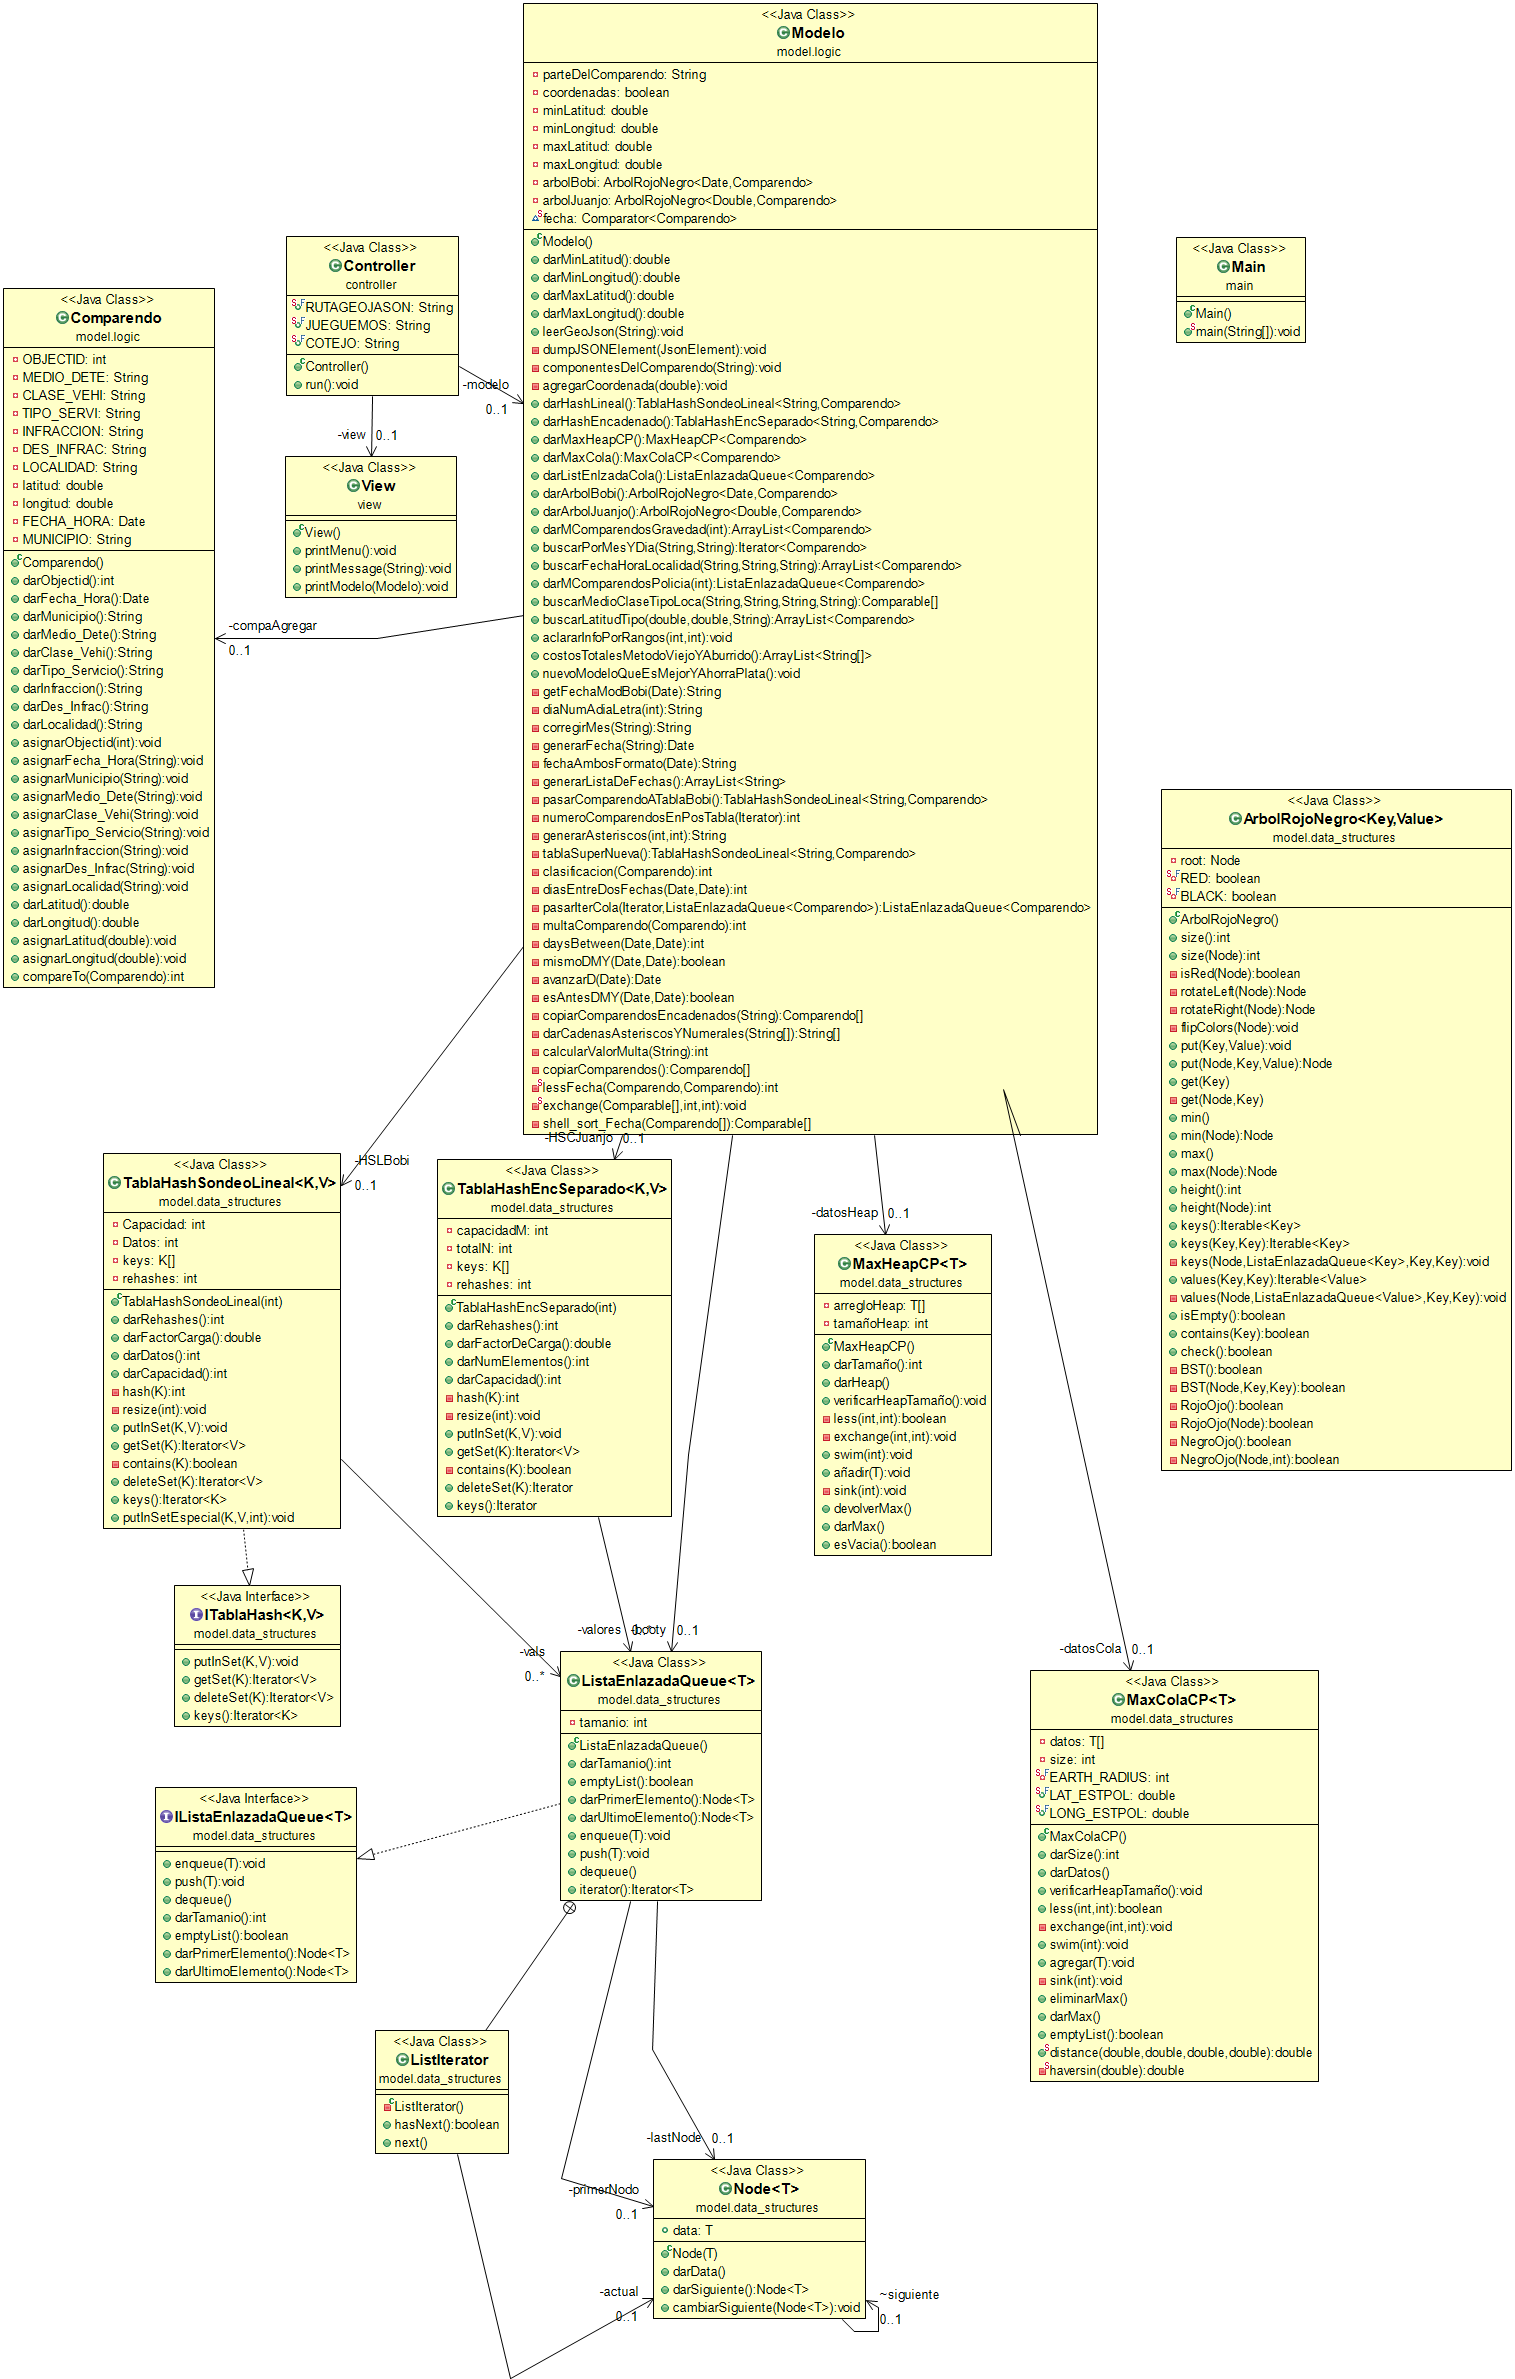 <<Java Class>>
Modelo
model.logic
parteDelComparendo: String
coordenadas: boolean
minLatitud: double
minLongitud: double
maxLatitud: double
maxLongitud: double
arbolBobi: ArbolRojoNegro<Date,Comparendo>
arbolJuanjo: ArbolRojoNegro<Double,Comparendo>
fecha: Comparator<Comparendo>
Modelo()
darMinLatitud():double
darMinLongitud():double
darMaxLatitud():double
darMaxLongitud():double
leerGeoJson(String):void
dumpJSONElement(JsonElement):void
componentesDelComparendo(String):void
agregarCoordenada(double):void
darHashLineal():TablaHashSondeoLineal<String,Comparendo>
darHashEncadenado():TablaHashEncSeparado<String,Comparendo>
darMaxHeapCP():MaxHeapCP<Comparendo>
darMaxCola():MaxColaCP<Comparendo>
darListEnlzadaCola():ListaEnlazadaQueue<Comparendo>
darArbolBobi():ArbolRojoNegro<Date,Comparendo>
darArbolJuanjo():ArbolRojoNegro<Double,Comparendo>
darMComparendosGravedad(int):ArrayList<Comparendo>
buscarPorMesYDia(String,String):Iterator<Comparendo>
buscarFechaHoraLocalidad(String,String,String):ArrayList<Comparendo>
darMComparendosPolicia(int):ListaEnlazadaQueue<Comparendo>
buscarMedioClaseTipoLoca(String,String,String,String):Comparable[]
buscarLatitudTipo(double,double,String):ArrayList<Comparendo>
aclararInfoPorRangos(int,int):void
costosTotalesMetodoViejoYAburrido():ArrayList<String[]>
nuevoModeloQueEsMejorYAhorraPlata():void
getFechaModBobi(Date):String
diaNumAdiaLetra(int):String
corregirMes(String):String
generarFecha(String):Date
fechaAmbosFormato(Date):String
generarListaDeFechas():ArrayList<String>
pasarComparendoATablaBobi():TablaHashSondeoLineal<String,Comparendo>
numeroComparendosEnPosTabla(Iterator):int
generarAsteriscos(int,int):String
tablaSuperNueva():TablaHashSondeoLineal<String,Comparendo>
clasificacion(Comparendo):int
diasEntreDosFechas(Date,Date):int
pasarIterCola(Iterator,ListaEnlazadaQueue<Comparendo>):ListaEnlazadaQueue<Comparendo>
multaComparendo(Comparendo):int
daysBetween(Date,Date):int
mismoDMY(Date,Date):boolean
avanzarD(Date):Date
esAntesDMY(Date,Date):boolean
copiarComparendosEncadenados(String):Comparendo[]
darCadenasAsteriscosYNumerales(String[]):String[]
calcularValorMulta(String):int
copiarComparendos():Comparendo[]
lessFecha(Comparendo,Comparendo):int
exchange(Comparable[],int,int):void
shell_sort_Fecha(Comparendo[]):Comparable[]
<<Java Class>>
Controller
controller
RUTAGEOJASON: String
JUEGUEMOS: String
COTEJO: String
Controller()
run():void
-modelo
0..1
-view 0..1
<<Java Class>>
View
view
View()
printMenu():void
printMessage(String):void
printModelo(Modelo):void
<<Java Class>>
Main
main
Main()
main(String[]):void
<<Java Class>>
Comparendo
model.logic
OBJECTID: int
MEDIO_DETE: String
CLASE_VEHI: String
TIPO_SERVI: String
INFRACCION: String
DES_INFRAC: String
LOCALIDAD: String
latitud: double
longitud: double
FECHA_HORA: Date
MUNICIPIO: String
Comparendo()
darObjectid():int
darFecha_Hora():Date
darMunicipio():String
darMedio_Dete():String
darClase_Vehi():String
darTipo_Servicio():String
darInfraccion():String
darDes_Infrac():String
darLocalidad():String
asignarObjectid(int):void
asignarFecha_Hora(String):void
asignarMunicipio(String):void
asignarMedio_Dete(String):void
asignarClase_Vehi(String):void
asignarTipo_Servicio(String):void
asignarInfraccion(String):void
asignarDes_Infrac(String):void
asignarLocalidad(String):void
darLatitud():double
darLongitud():double
asignarLatitud(double):void
asignarLongitud(double):void
compareTo(Comparendo):int
-compaAgregar
0..1
<<Java Class>>
ArbolRojoNegro<Key,Value>
model.data_structures
root: Node
RED: boolean
BLACK: boolean
ArbolRojoNegro()
size():int
size(Node):int
isRed(Node):boolean
rotateLeft(Node):Node
rotateRight(Node):Node
flipColors(Node):void
put(Key,Value):void
put(Node,Key,Value):Node
get(Key)
get(Node,Key)
min()
min(Node):Node
max()
max(Node):Node
height():int
height(Node):int
keys():Iterable<Key>
keys(Key,Key):Iterable<Key>
keys(Node,ListaEnlazadaQueue<Key>,Key,Key):void
values(Key,Key):Iterable<Value>
values(Node,ListaEnlazadaQueue<Value>,Key,Key):void
isEmpty():boolean
contains(Key):boolean
check():boolean
BST():boolean
BST(Node,Key,Key):boolean
RojoOjo():boolean
RojoOjo(Node):boolean
NegroOjo():boolean
NegroOjo(Node,int):boolean
-HSLBobi
0..1
<<Java Class>>
TablaHashSondeoLineal<K,V>
model.data_structures
Capacidad: int
Datos: int
keys: K[]
rehashes: int
TablaHashSondeoLineal(int)
darRehashes():int
darFactorCarga():double
darDatos():int
darCapacidad():int
hash(K):int
resize(int):void
putInSet(K,V):void
getSet(K):Iterator<V>
contains(K):boolean
deleteSet(K):Iterator<V>
keys():Iterator<K>
putInSetEspecial(K,V,int):void
-HSCJuanjo 0..1
<<Java Class>>
TablaHashEncSeparado<K,V>
model.data_structures
capacidadM: int
totalN: int
keys: K[]
rehashes: int
TablaHashEncSeparado(int)
darRehashes():int
darFactorDeCarga():double
darNumElementos():int
darCapacidad():int
hash(K):int
resize(int):void
putInSet(K,V):void
getSet(K):Iterator<V>
contains(K):boolean
deleteSet(K):Iterator
keys():Iterator
-datosHeap 0..1
<<Java Class>>
MaxHeapCP<T>
model.data_structures
arregloHeap: T[]
tamañoHeap: int
MaxHeapCP()
darTamaño():int
darHeap()
verificarHeapTamaño():void
less(int,int):boolean
exchange(int,int):void
swim(int):void
añadir(T):void
sink(int):void
devolverMax()
darMax()
esVacia():boolean
<<Java Interface>>
ITablaHash<K,V>
model.data_structures
putInSet(K,V):void
getSet(K):Iterator<V>
deleteSet(K):Iterator<V>
keys():Iterator<K>
-vals
0..*
-valores 0..* -booty 0..1
<<Java Class>>
ListaEnlazadaQueue<T>
model.data_structures
tamanio: int
ListaEnlazadaQueue()
darTamanio():int
emptyList():boolean
darPrimerElemento():Node<T>
darUltimoElemento():Node<T>
enqueue(T):void
push(T):void
dequeue()
iterator():Iterator<T>
-datosCola 0..1
<<Java Class>>
MaxColaCP<T>
model.data_structures
datos: T[]
size: int
EARTH_RADIUS: int
LAT_ESTPOL: double
LONG_ESTPOL: double
MaxColaCP()
darSize():int
darDatos()
verificarHeapTamaño():void
less(int,int):boolean
exchange(int,int):void
swim(int):void
agregar(T):void
sink(int):void
eliminarMax()
darMax()
emptyList():boolean
distance(double,double,double,double):double
haversin(double):double
<<Java Interface>>
IListaEnlazadaQueue<T>
model.data_structures
enqueue(T):void
push(T):void
dequeue()
darTamanio():int
emptyList():boolean
darPrimerElemento():Node<T>
darUltimoElemento():Node<T>
<<Java Class>>
ListIterator
model.data_structures
ListIterator()
hasNext():boolean
next()
-lastNode 0..1
-primerNodo
0..1
<<Java Class>>
Node<T>
model.data_structures
data: T
Node(T)
darData()
darSiguiente():Node<T>
cambiarSiguiente(Node<T>):void
-actual
0..1
~siguiente
0..1